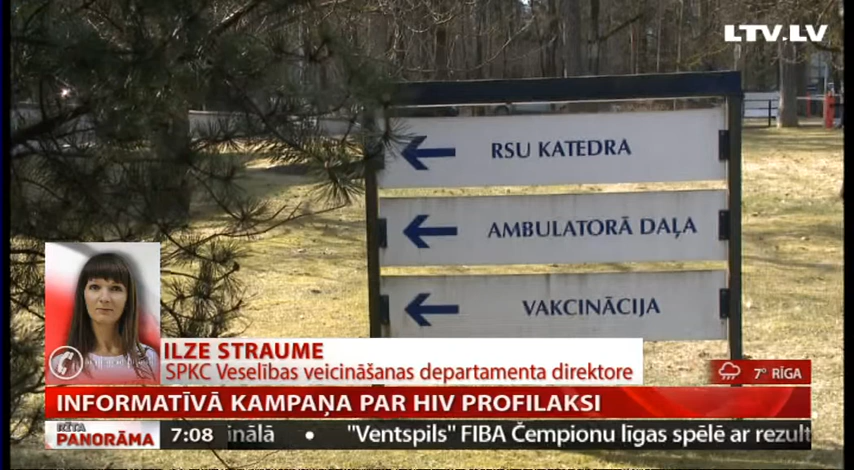 LTV.LV
RSU KATEDRA
AMBULATORĀ DAĻA
VAKCINĀCIJA
ILZE STRAUME
SPKC Veselības veicināšanas departamenta direktore
7° RĪGA
INFORMATĪVĀ KAMPAŅA PAR HIV PROFILAKSI
RĪTA
PANORĀMA
7:08 inālā • "Ventspils" FIBA Čempionu līgas spēlē ar rezult